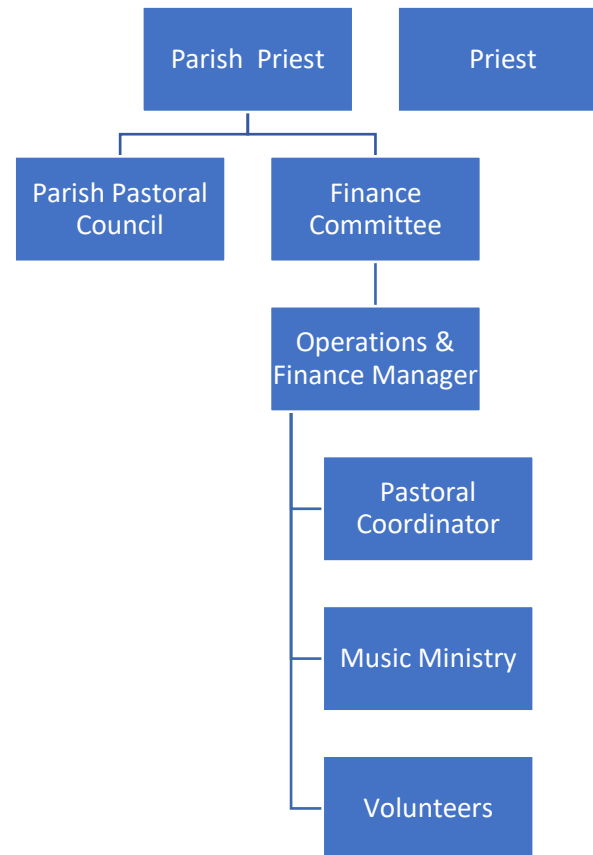 Parish Priest
Priest
Parish Pastoral
Council
Finance
Committee
Operations &
Finance Manager
Pastoral
Coordinator
Music Ministry
Volunteers